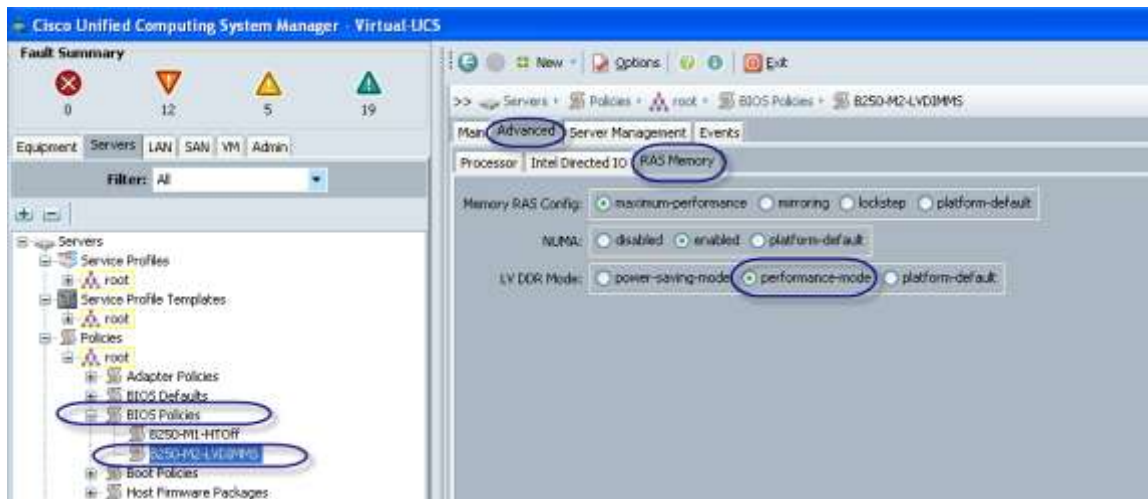 Cisco Unified Computing System Manager - Virtual-UCS
Fault Summary
0 12 5 19
Equipment Servers LAN SAN VM Admin
Filter: All
Servers
Service Profiles
root
Service Profile Templates
root
Policies
root
Adapter Policies
BIOS Defaults
BIOS Policies
B250-M1-HTOff
B250-M2-LVDIMMS
Boot Policies
Host Firmware Packages
New Options Exit
>> Servers Policies root BIOS Policies B250-M2-LVDIMMS
Main Advanced Server Management Events
Processor Intel Directed IO RAS Memory
Memory RAS Config: maximum-performance mirroring lockstep platform-default
NUMA: disabled enabled platform-default
LV DDR Mode: power-saving-mode performance-mode platform-default